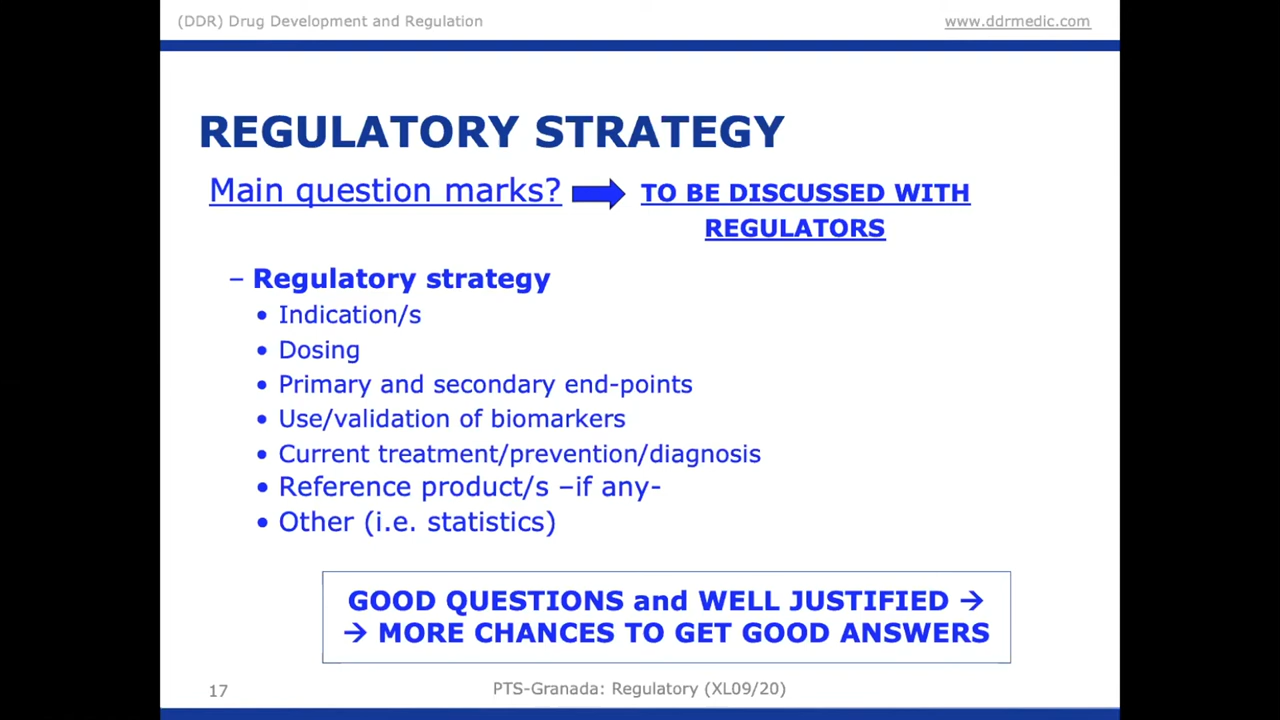 (DDR) Drug Development and Regulation www.ddrmedic.com
REGULATORY STRATEGY
Main question marks? TO BE DISCUSSED WITH
REGULATORS
– Regulatory strategy
• Indication/s
• Dosing
• Primary and secondary end-points
• Use/validation of biomarkers
• Current treatment/prevention/diagnosis
• Reference product/s –if any-
• Other (i.e. statistics)
GOOD QUESTIONS and WELL JUSTIFIED →
→ MORE CHANCES TO GET GOOD ANSWERS
17 PTS-Granada: Regulatory (XL09/20)